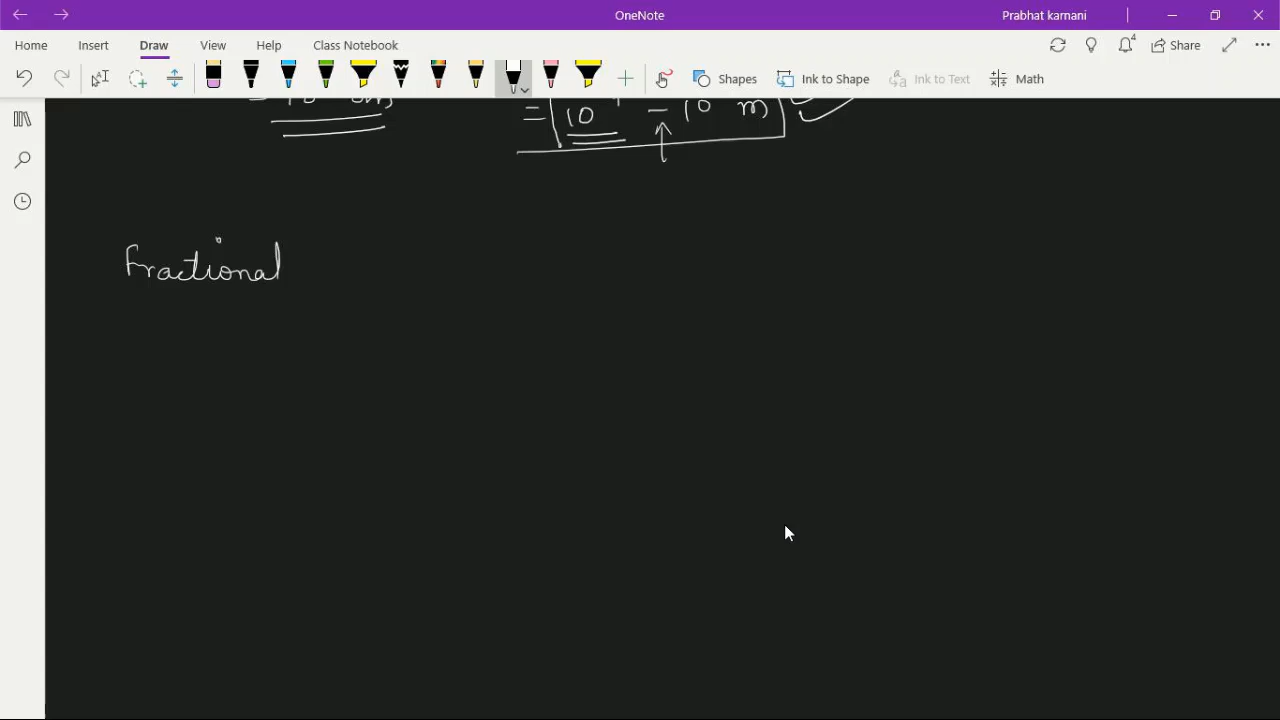 OneNote
Prabhat karnani
Home Insert Draw View Help Class Notebook
Share
Shapes Ink to Shape Ink to Text Math
= 10 - 10 m
Fractional